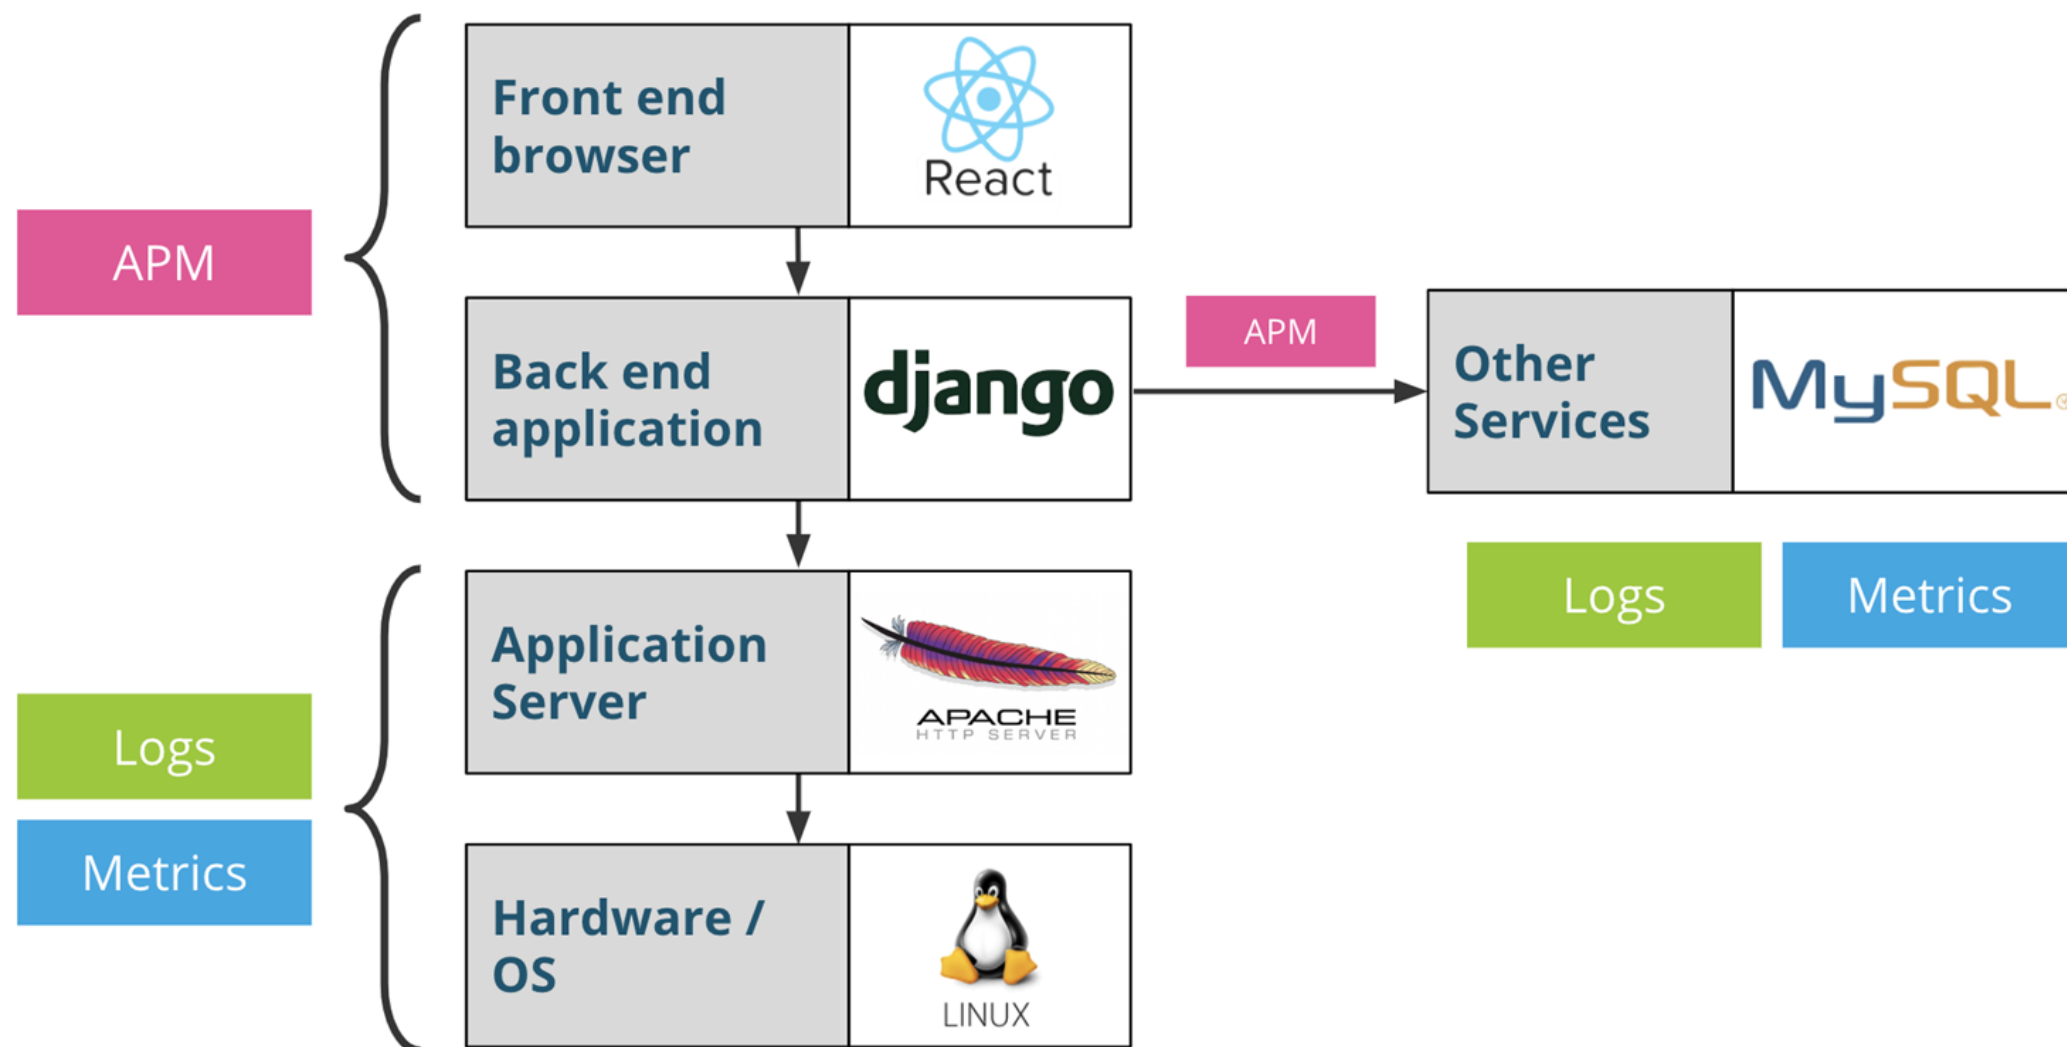 Front end
browser
React
APM
Back end
application
django
APM
Other
Services
MySQL
Application
Server
APACHE
HTTP SERVER
Logs
Metrics
Logs
Metrics
Hardware /
OS
LINUX